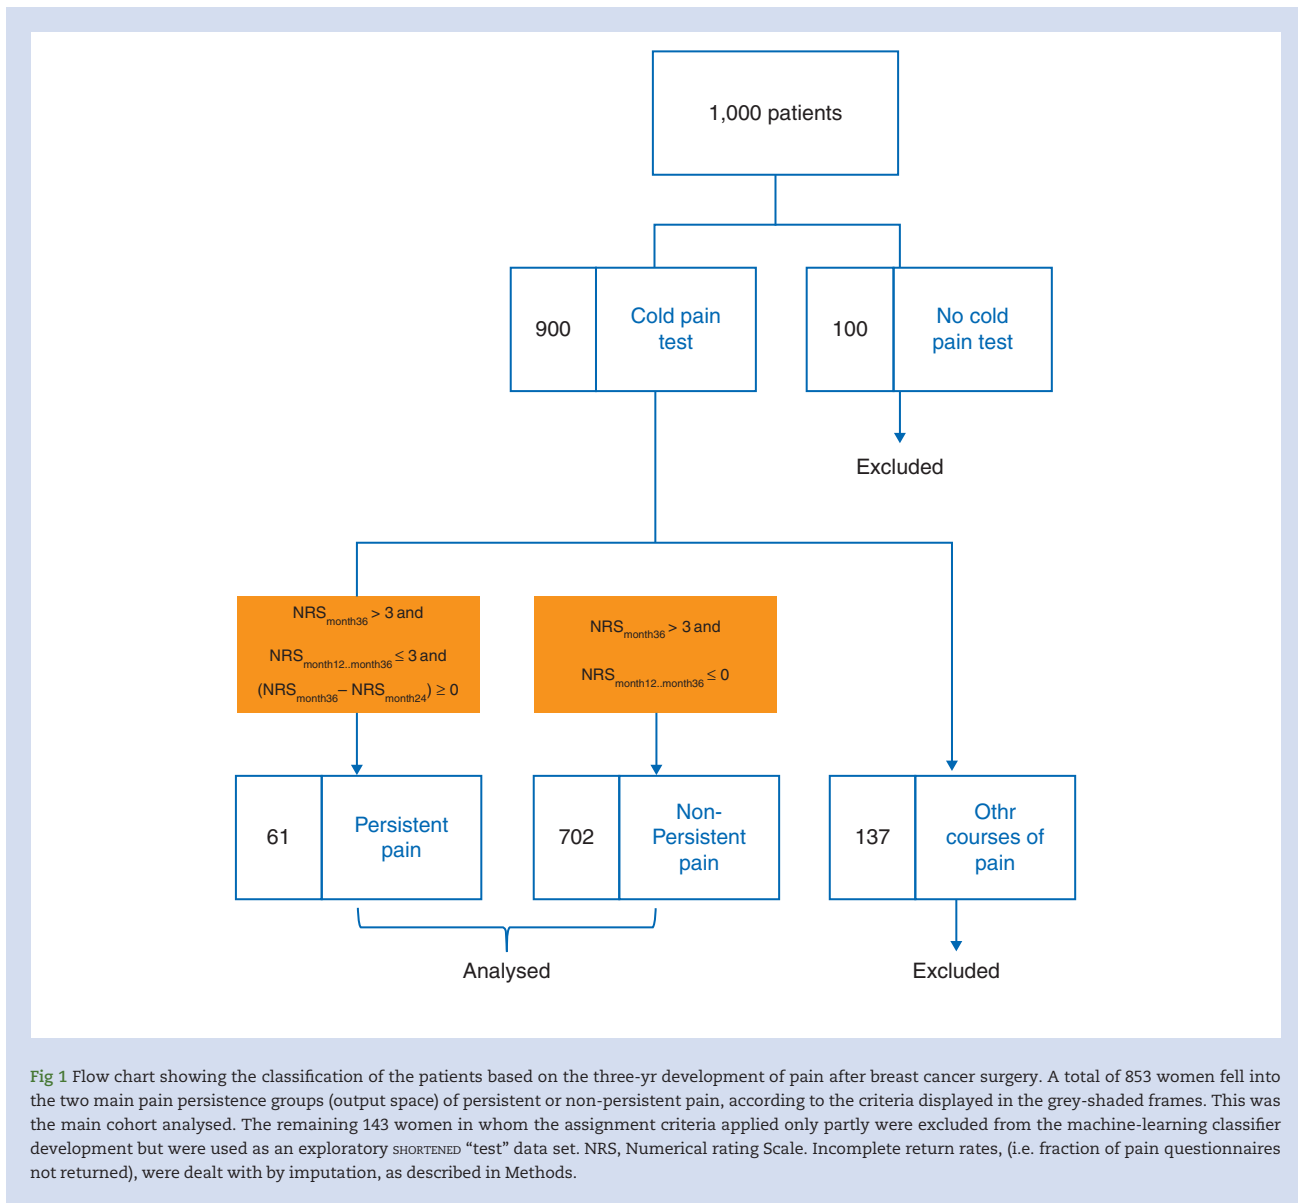 1,000 patients
900
Cold pain
test
100
No cold
pain test
Excluded
NRSmonth36 > 3 and
NRSmonth12..month36 ≤ 3 and
(NRSmonth36 – NRSmonth24) ≥ 0
NRSmonth36 > 3 and
NRSmonth12..month36 ≤ 0
61
Persistent
pain
702
Non-
Persistent
pain
137
Othr
courses of
pain
Analysed
Excluded
Fig 1 Flow chart showing the classification of the patients based on the three-yr development of pain after breast cancer surgery. A total of 853 women fell into
the two main pain persistence groups (output space) of persistent or non-persistent pain, according to the criteria displayed in the grey-shaded frames. This was
the main cohort analysed. The remaining 143 women in whom the assignment criteria applied only partly were excluded from the machine-learning classifier
development but were used as an exploratory SHORTENED “test” data set. NRS, Numerical rating Scale. Incomplete return rates, (i.e. fraction of pain questionnaires
not returned), were dealt with by imputation, as described in Methods.